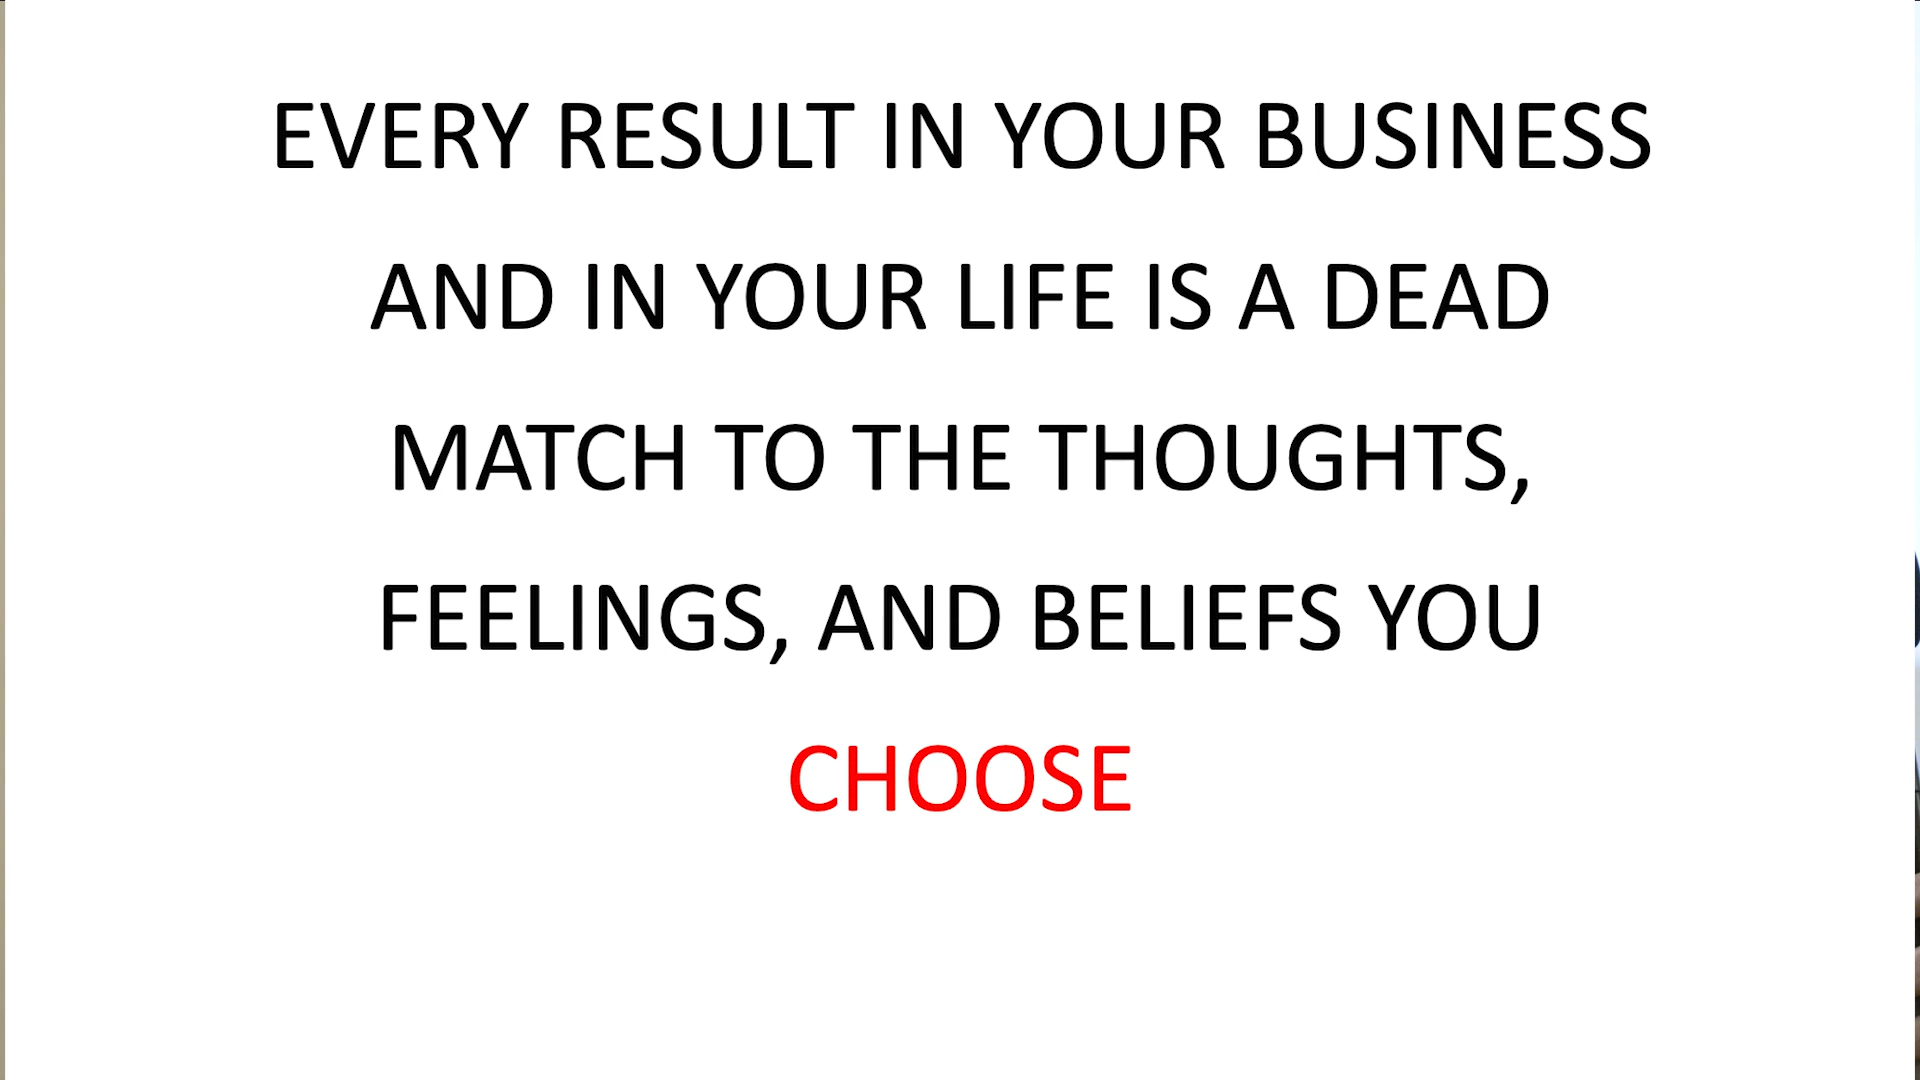 EVERY RESULT IN YOUR BUSINESS
AND IN YOUR LIFE IS A DEAD
MATCH TO THE THOUGHTS,
FEELINGS, AND BELIEFS YOU
CHOOSE